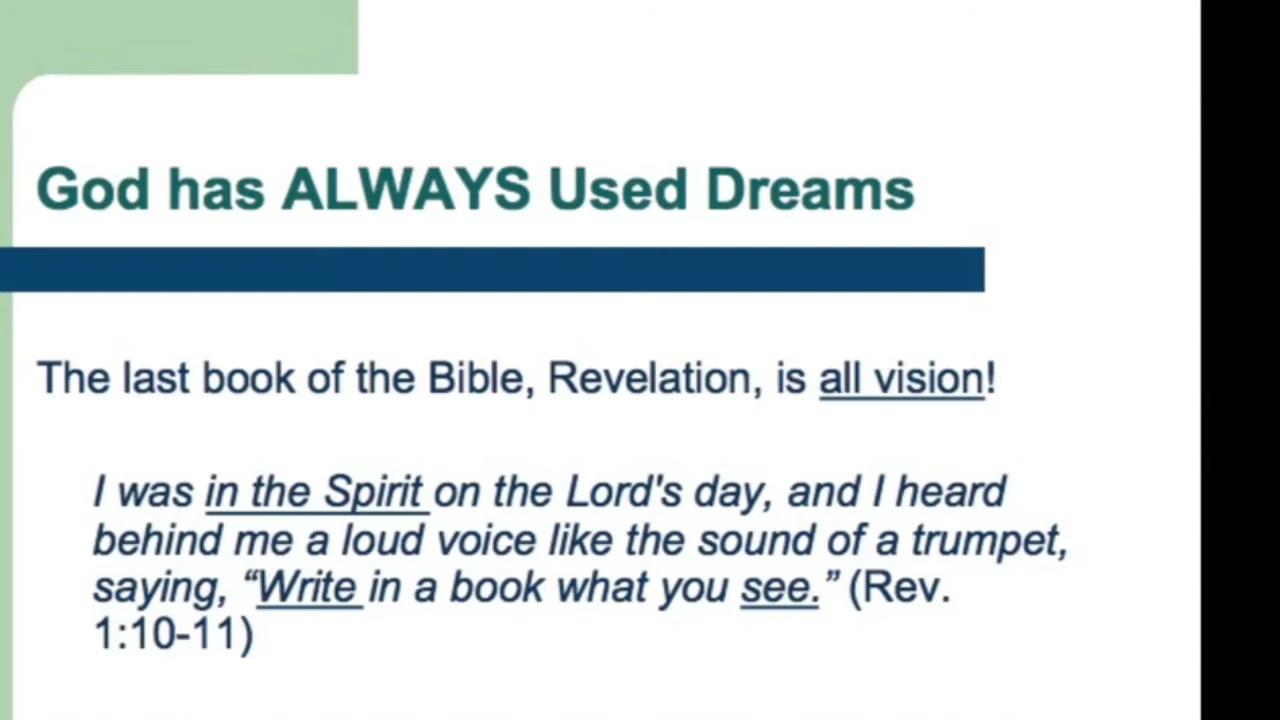 God has ALWAYS Used Dreams
The last book of the Bible, Revelation, is all vision!
I was in the Spirit on the Lord's day, and I heard
behind me a loud voice like the sound of a trumpet,
saying, “Write in a book what you see.” (Rev.
1:10-11)